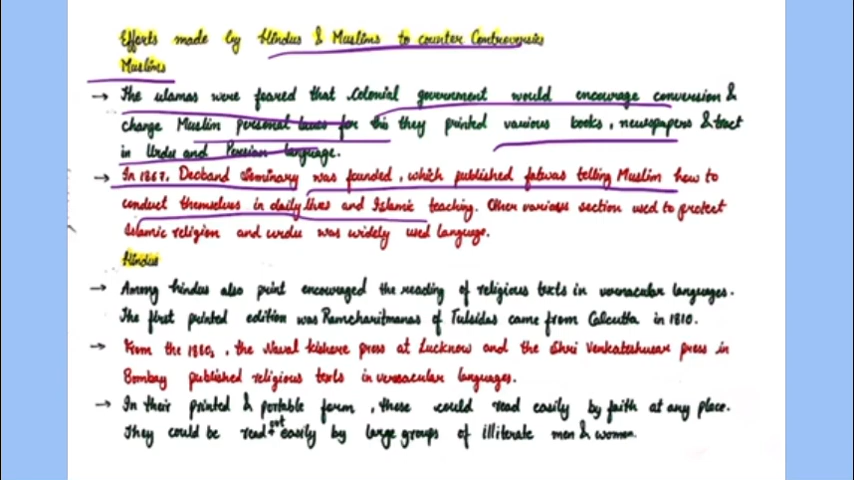 Efforts made by Hindus & Muslims to counter Controversies
Muslims
→ The ulamas were feared that colonial government would encourage conversion &
change Muslim personal laws for this they printed various books, newspapers & tract
in Urdu and Persian language.
→ In 1867, Deoband Seminary was founded, which published fatwas telling Muslim how to
conduct themselves in daily lives and Islamic teaching. Other various section used to protect
islamic religion and urdu was widely used language.
Hindus
→ Among hindus also print encouraged the reading of religious texts in vernacular languages.
The first printed edition was Ramcharitmanas of Tulsidas came from Calcutta in 1810.
→ From the 1880s, the Naval kishore press at Lucknow and the Shri Venkateshwar press in
Bombay published religious texts in vernacular languages.
→ In their printed & portable form, these could read easily by faith at any place.
They could be read out easily by large groups of illiterate men & women.